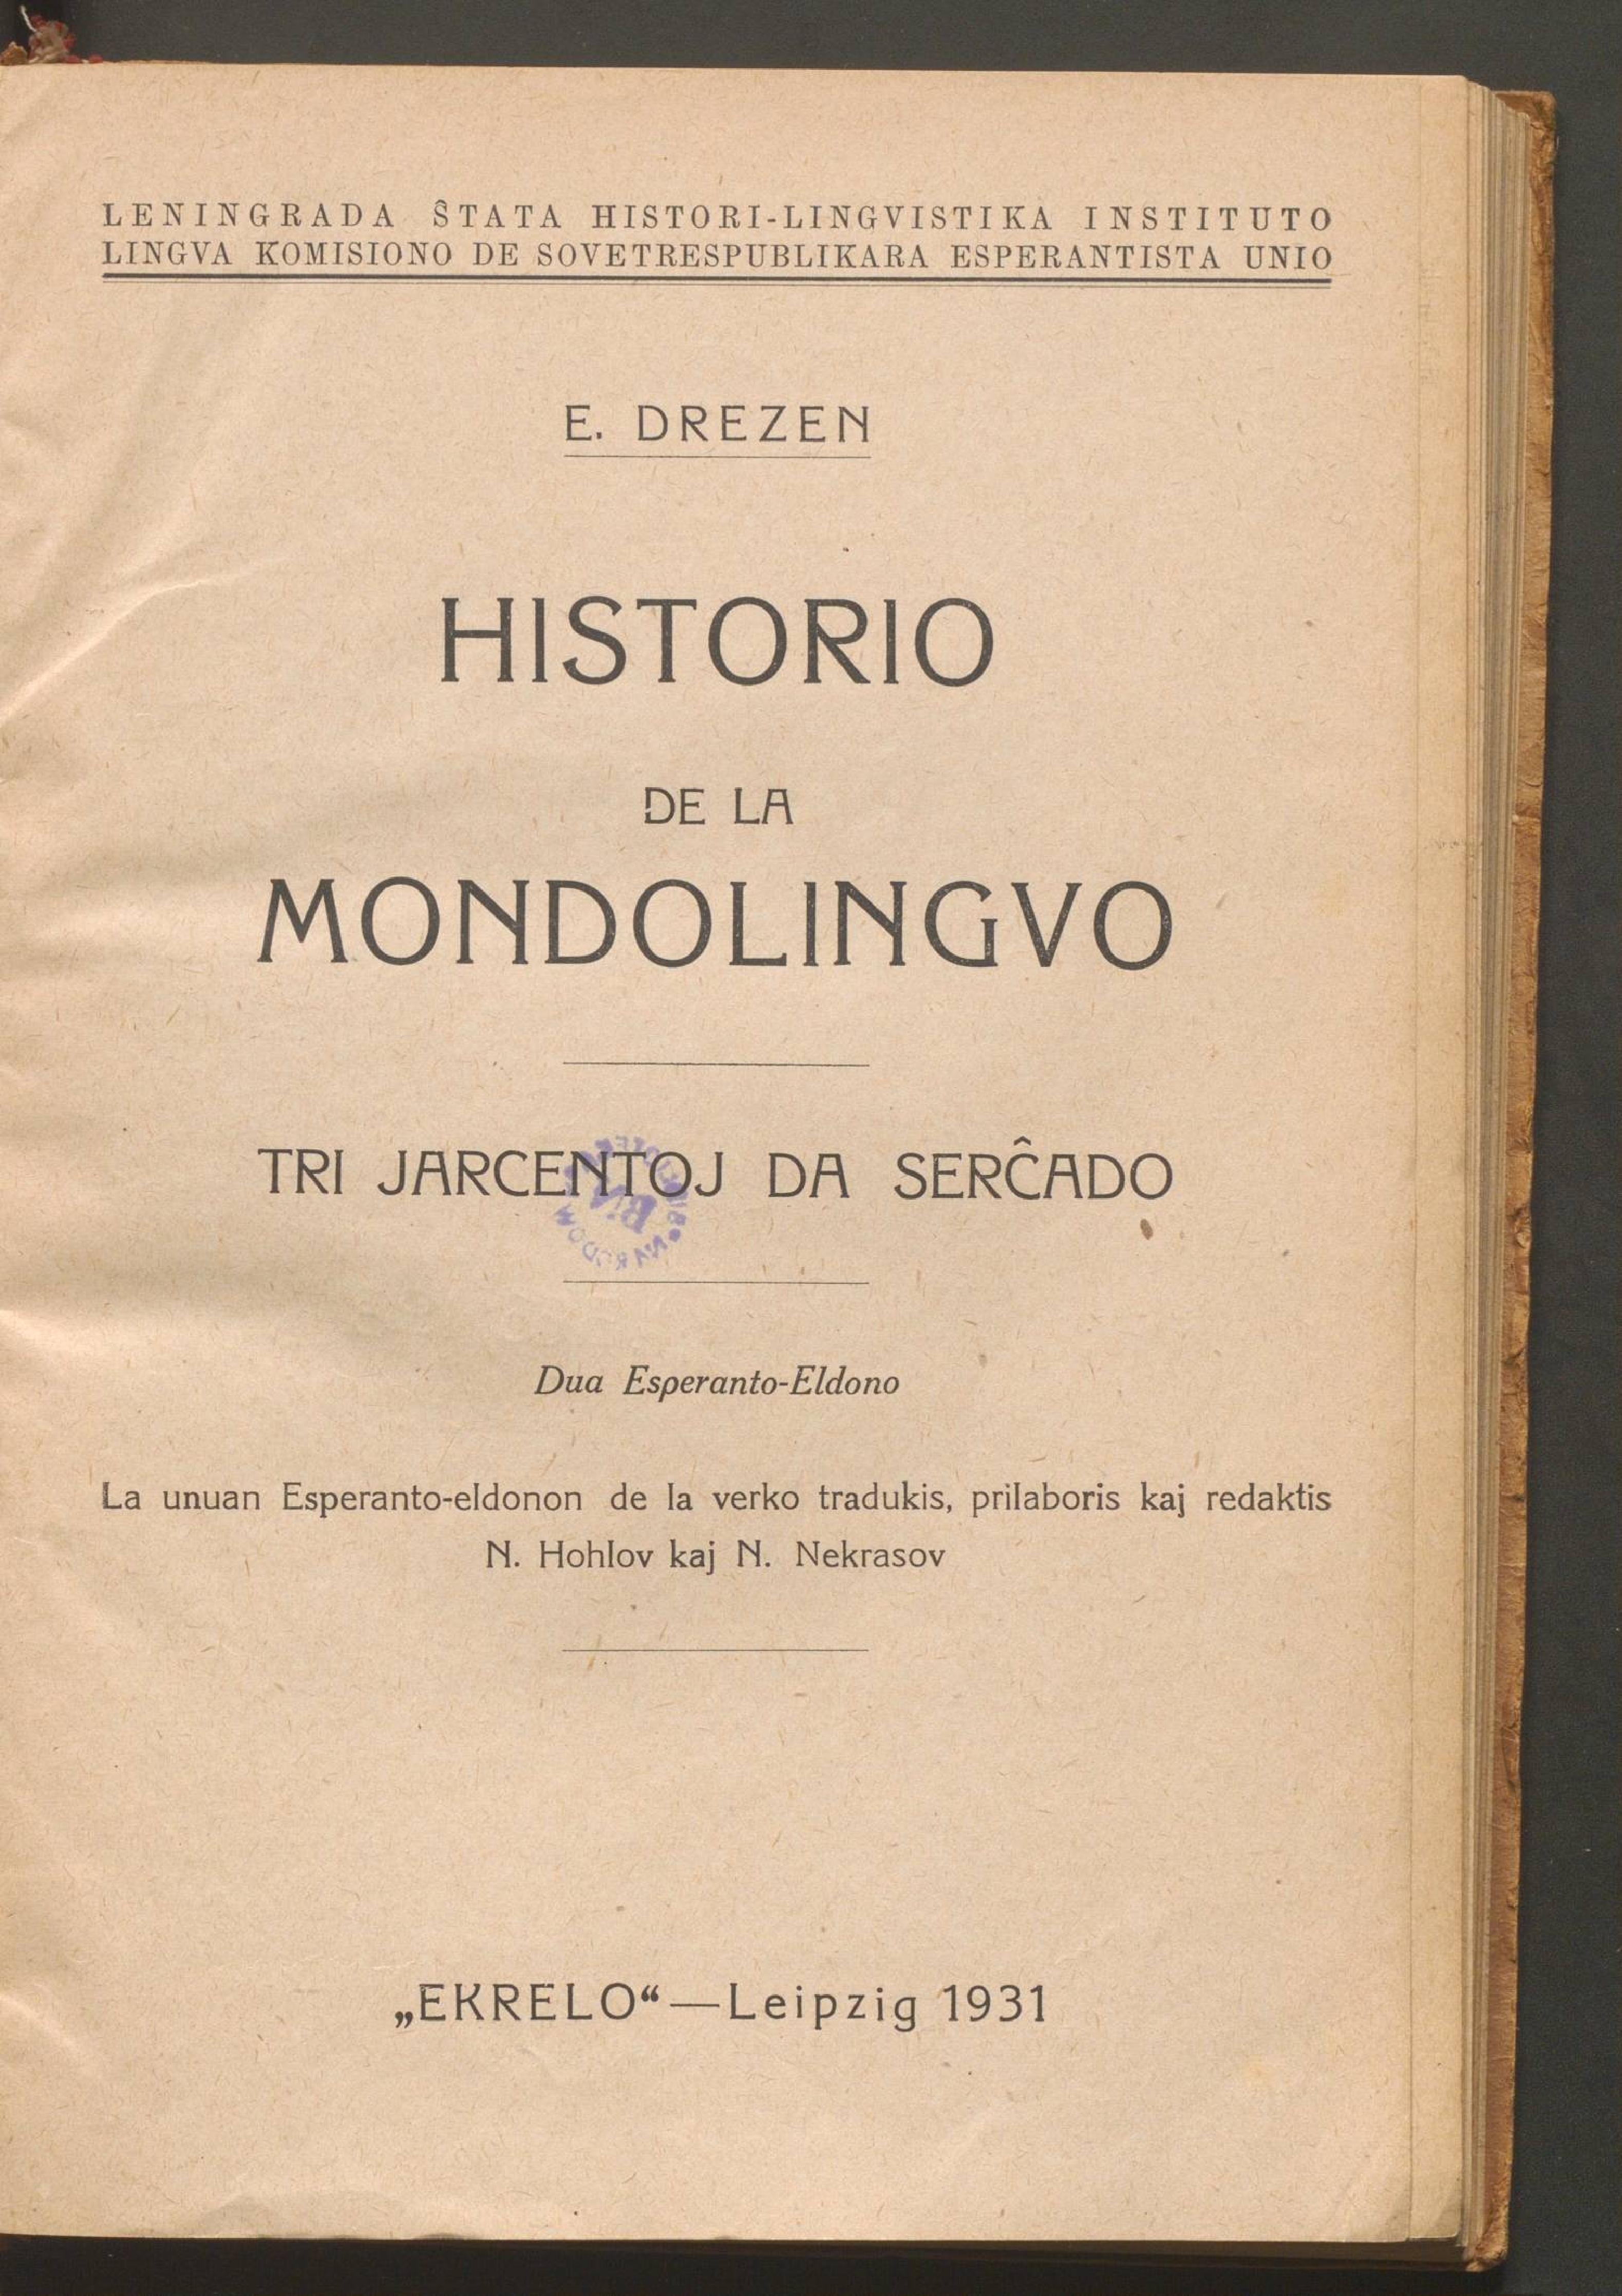 LENINGRADA ŜTATA HISTORI-LINGVISTIKA INSTITUTO
LINGVA KOMISIONO DE SOVETRESPUBLIKARA ESPERANTISTA UNIO
E. DREZEN
HISTORIO
DE LA
MONDOLINGVO
TRI JARCENTOJ DA SERĈADO
Dua Esperanto-Eldono
La unuan Esperanto-eldonon de la verko tradukis, prilaboris kaj redaktis
N. Hohlov kaj N. Nekrasov
„EKRELO“—Leipzig 1931